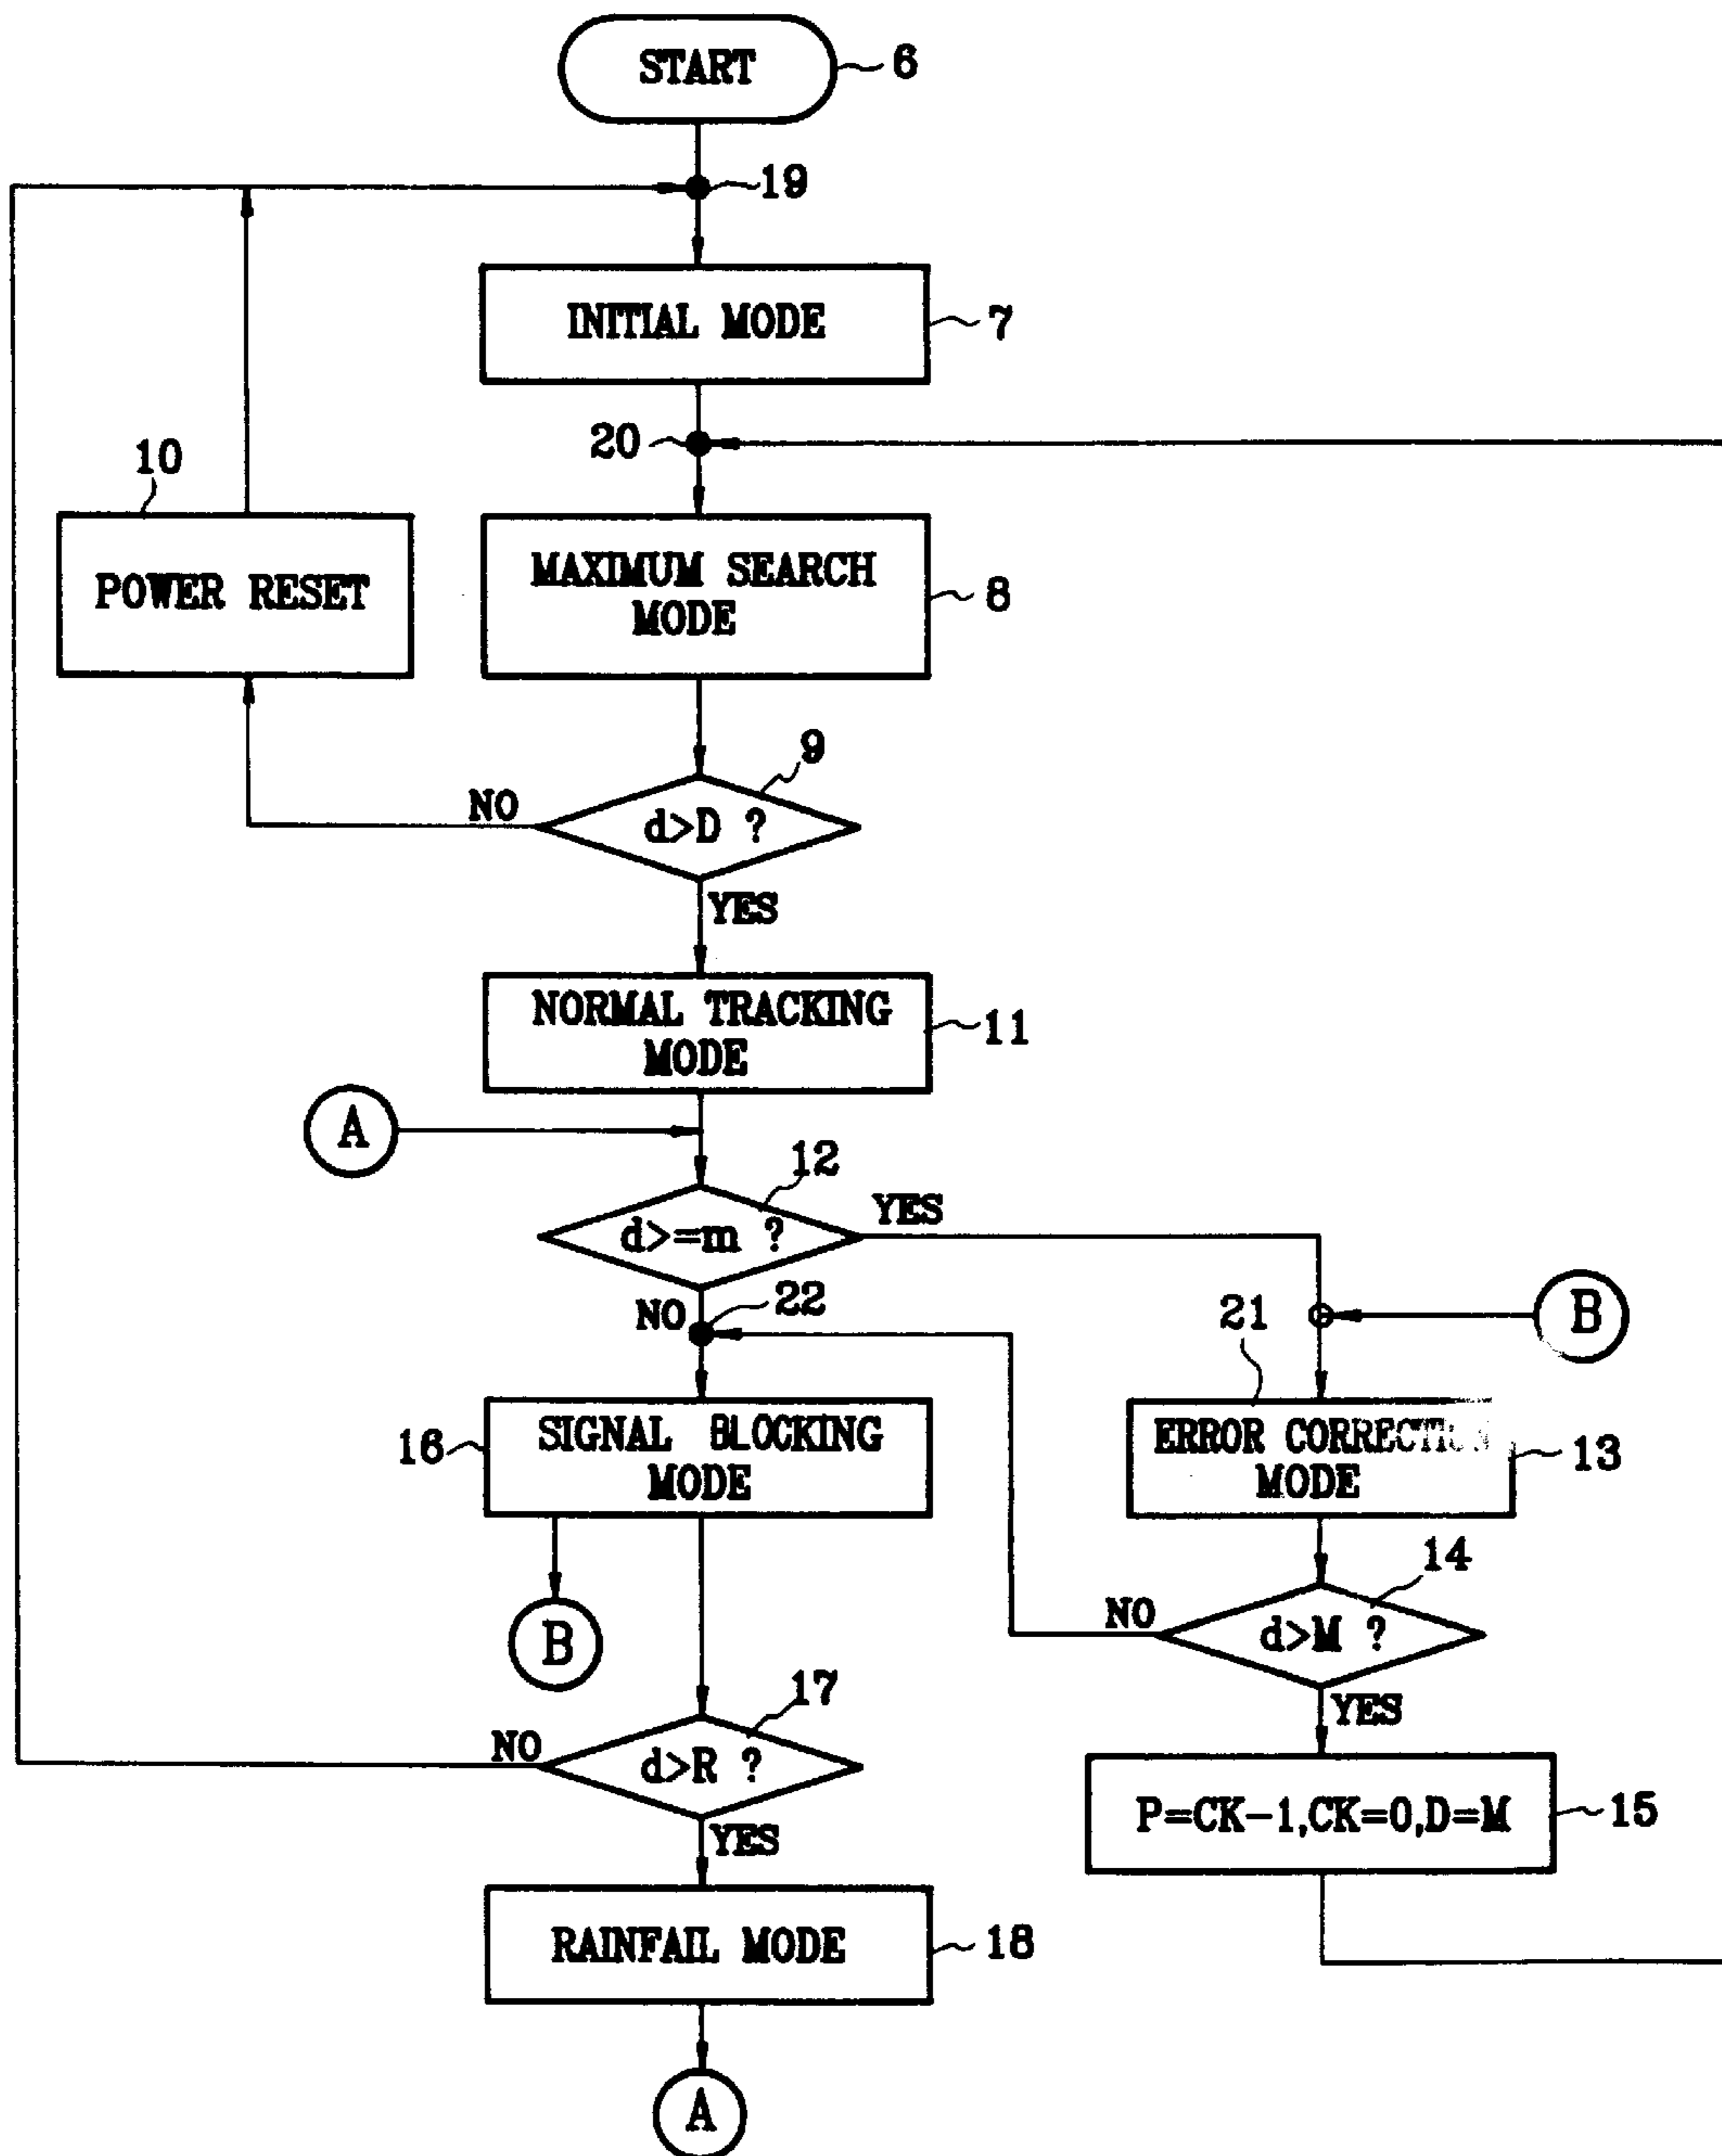 START
6
19
INITIAL MODE
7
20
10
POWER RESET
MAXIMUM SEARCH
MODE
8
9
NO
d>D ?
YES
NORMAL TRACKING
MODE
11
A
12
d>=m ?
YES
NO
22
B
21
SIGNAL BLOCKING
MODE
16
ERROR CORRECTION
MODE
13
B
14
NO
d>M ?
YES
17
NO
d>R ?
YES
P=CK-1,CK=0,D=M
15
RAINFAIL MODE
18
A